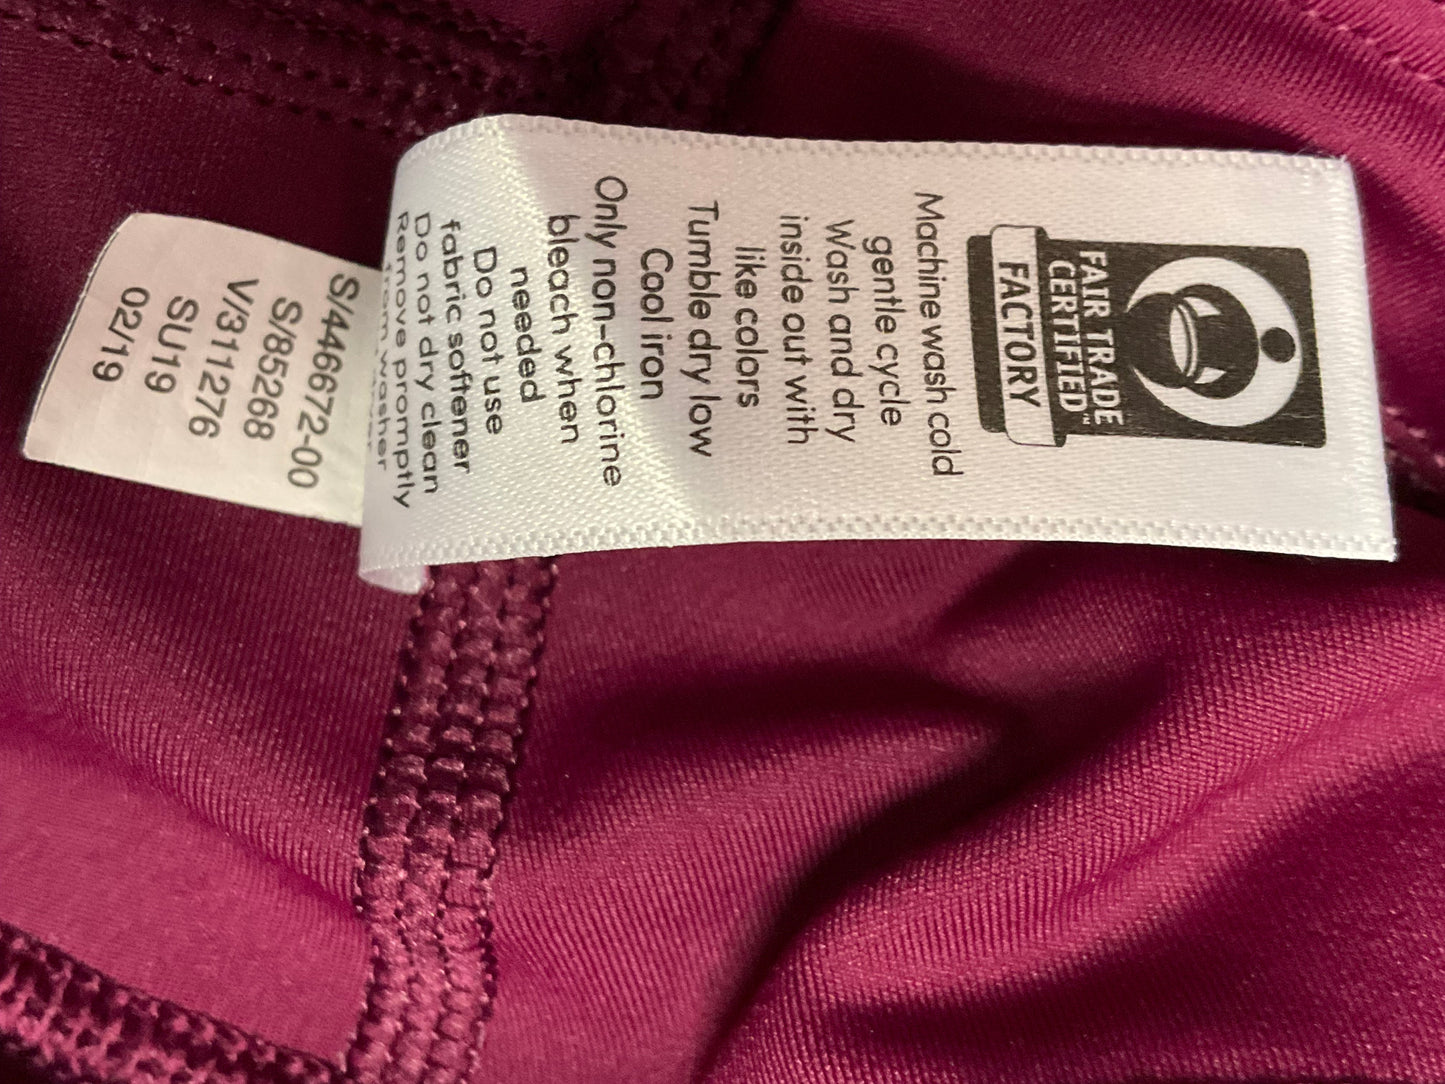 FAIR TRADE
CERTIFIED™
FACTORY
Machine wash cold
gentle cycle
Wash and dry
inside out with
like colors
Tumble dry low
Cool iron
Only non-chlorine
bleach when
needed
Do not use
fabric softener
Do not dry clean
Remove promptly
from washer
S/446672-00
S/85268
V/311276
SU19
02/19